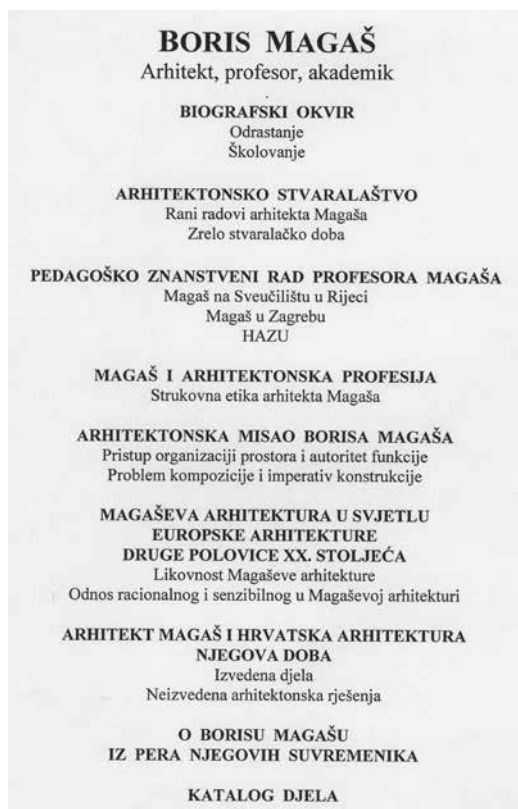 BORIS MAGAŠ
Arhitekt, profesor, akademik
BIOGRAFSKI OKVIR
Odrastanje
Školovanje
ARHITEKTONSKO STVARALAŠTVO
Rani radovi arhitekta Magaša
Zrelo stvaralačko doba
PEDAGOŠKO ZNANSTVENI RAD PROFESORA MAGAŠA
Magaš na Sveučilištu u Rijeci
Magaš u Zagrebu
HAZU
MAGAŠ I ARHITEKTONSKA PROFESIJA
Strukovna etika arhitekta Magaša
ARHITEKTONSKA MISAO BORISA MAGAŠA
Pristup organizaciji prostora i autoritet funkcije
Problem kompozicije i imperativ konstrukcije
MAGAŠEVA ARHITEKTURA U SVJETLU
EUROPSKE ARHITEKTURE
DRUGE POLOVICE XX. STOLJEĆA
Likovnost Magaševe arhitekture
Odnos racionalnog i senzibilnog u Magaševoj arhitekturi
ARHITEKT MAGAŠ I HRVATSKA ARHITEKTURA
NJEGOVA DOBA
Izvedena djela
Neizvedena arhitektonska rješenja
O BORISU MAGAŠU
IZ PERA NJEGOVIH SUVREMENIKA
KATALOG DJELA